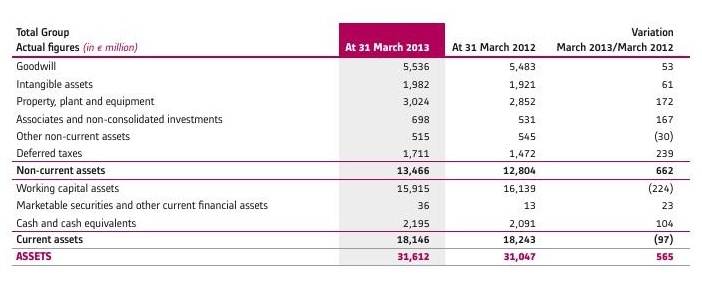 Total Group Variation
Actual figures (in € million) At 31 March 2013 At 31 March 2012 March 2013/March 2012
Goodwill 5,536 5,483 53
Intangible assets 1,982 1,921 61
Property, plant and equipment 3,024 2,852 172
Associates and non-consolidated investments 698 531 167
Other non-current assets 515 545 (30)
Deferred taxes 1,711 1,472 239
Non-current assets 13,466 12,804 662
Working capital assets 15,915 16,139 (224)
Marketable securities and other current financial assets 36 13 23
Cash and cash equivalents 2,195 2,091 104
Current assets 18,146 18,243 (97)
ASSETS 31,612 31,047 565